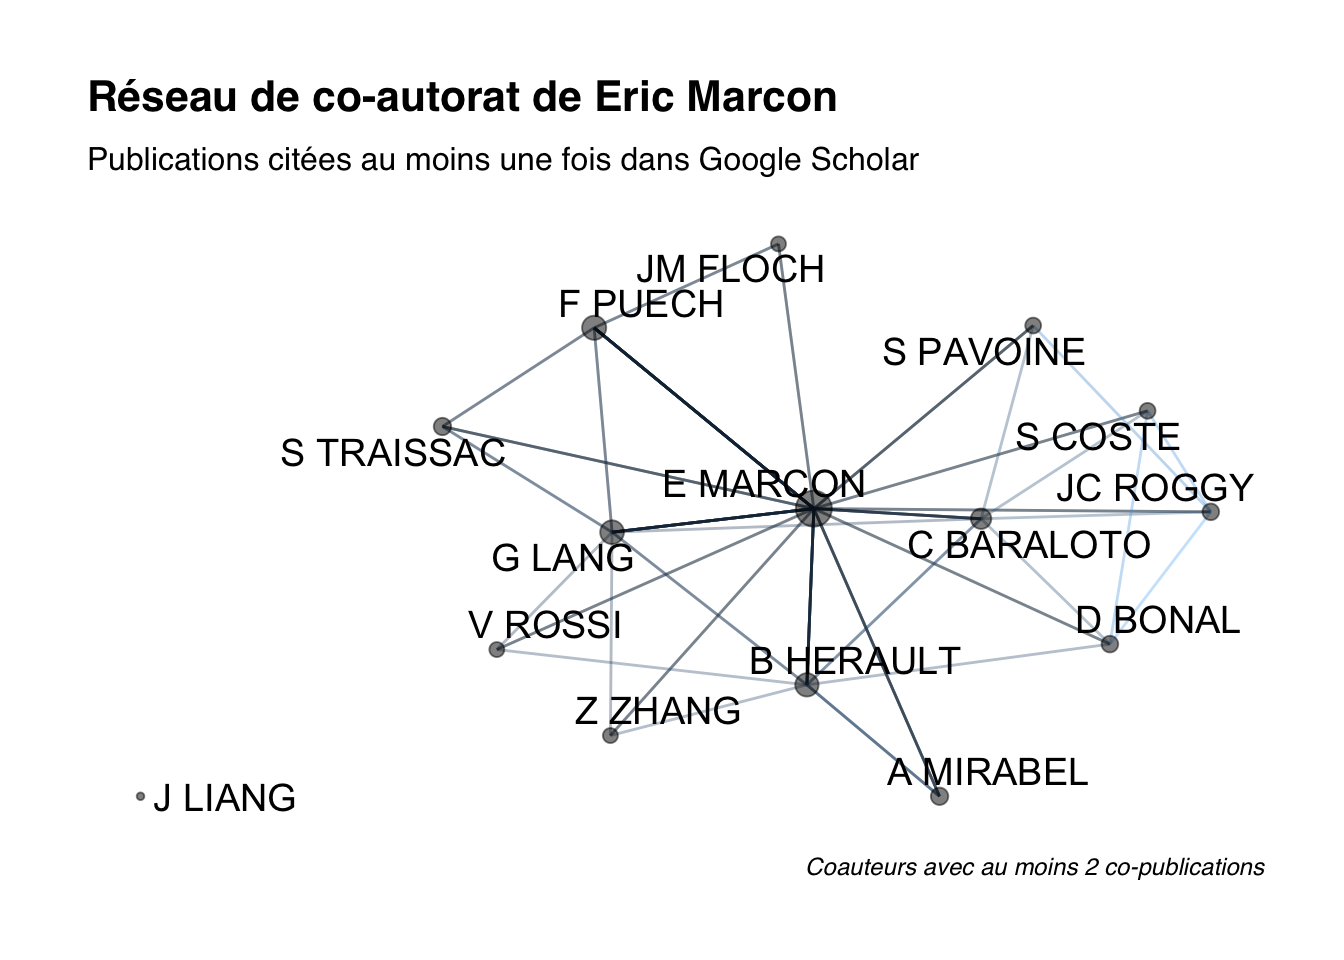 Réseau de co-autorat de Eric Marcon
Publications citées au moins une fois dans Google Scholar
JM FLOCH
F PUECH
S PAVOINE
S COSTE
S TRAISSAC
E MARCON
JC ROGGY
C BARALOTO
G LANG
D BONAL
V ROSSI
B HERAULT
Z ZHANG
A MIRABEL
J LIANG
Coauteurs avec au moins 2 co-publications